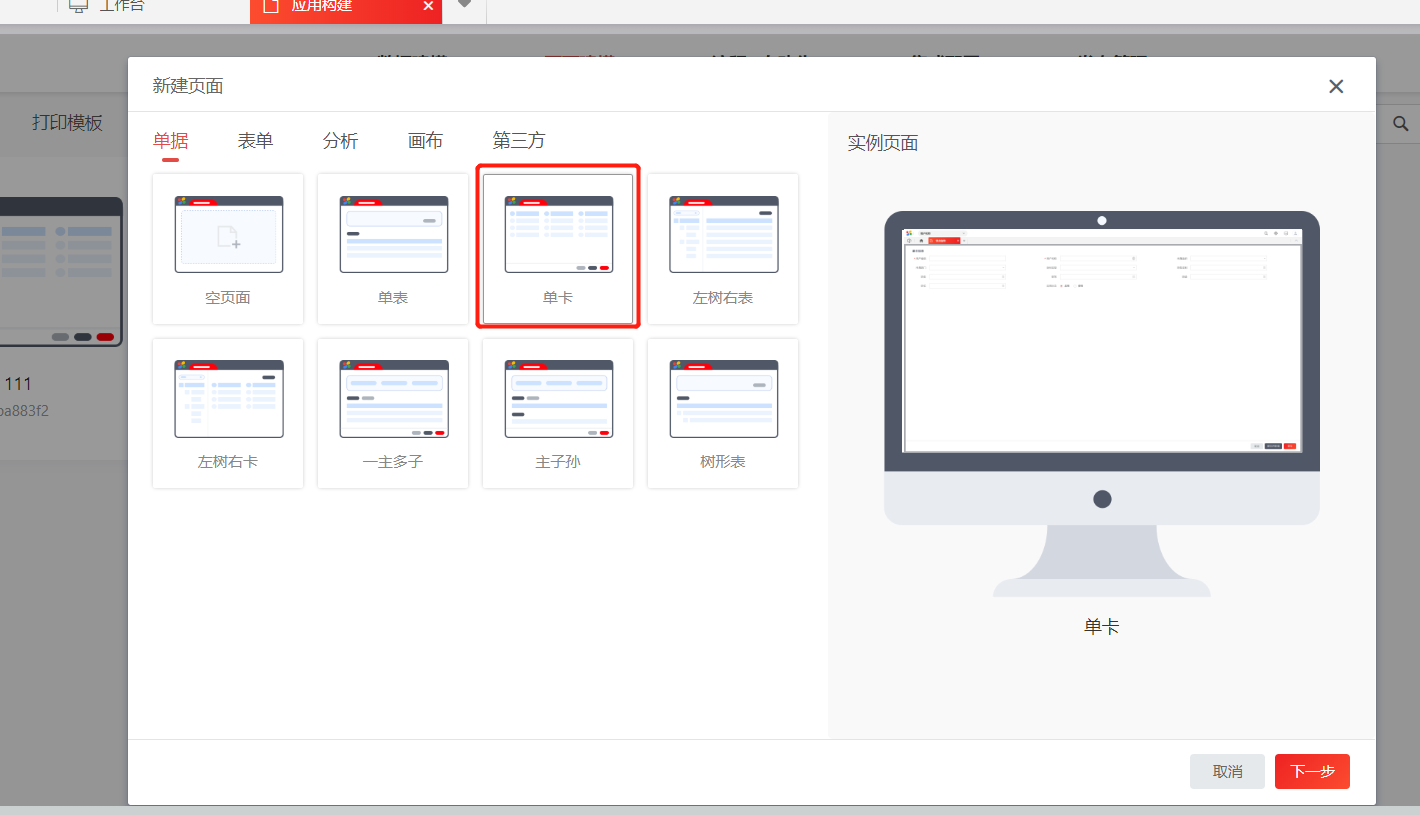 工作台
应用构建
新建页面
打印模板
单据
表单
分析
画布
第三方
实例页面
空页面
单表
单卡
左树右表
111
ba883f2
左树右卡
一主多子
主子孙
树形表
单卡
取消
下一步